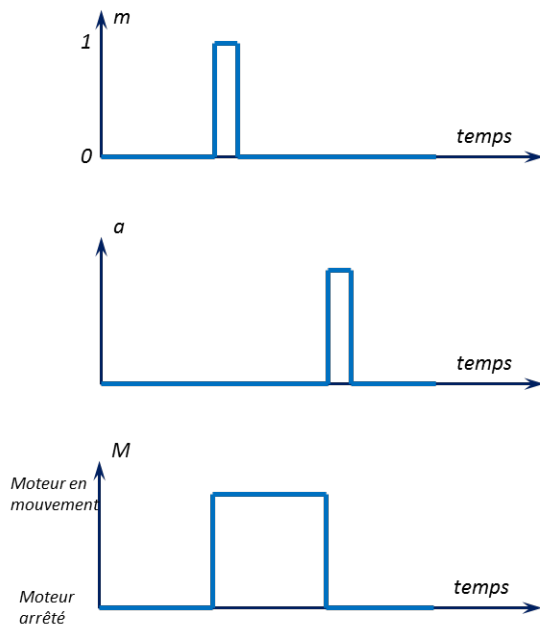 m
1
temps
0
a
temps
M
Moteur en
mouvement
temps
Moteur
arrêté